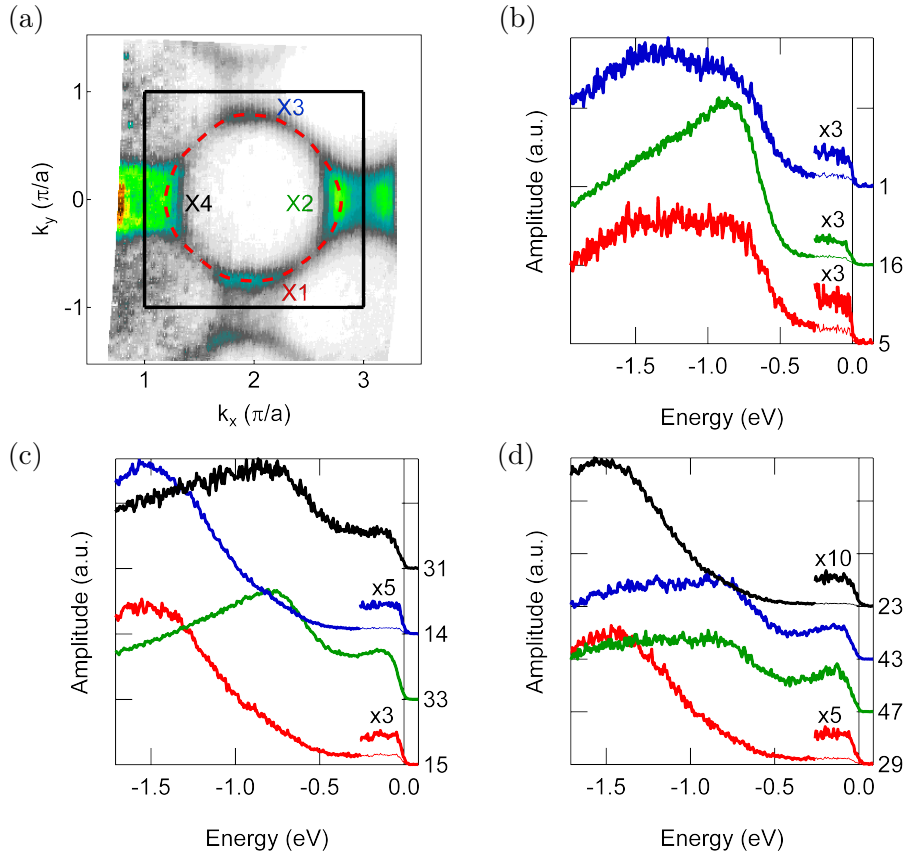 (a)
1
0
-1
k_y (π/a)
X3
X4
X2
X1
1
2
3
k_x (π/a)
(b)
Amplitude (a.u.)
x3
1
x3
16
x3
5
-1.5
-1.0
-0.5
0.0
Energy (eV)
(c)
Amplitude (a.u.)
31
x5
14
33
x3
15
-1.5
-1.0
-0.5
0.0
Energy (eV)
(d)
Amplitude (a.u.)
x10
23
43
47
x5
29
-1.5
-1.0
-0.5
0.0
Energy (eV)